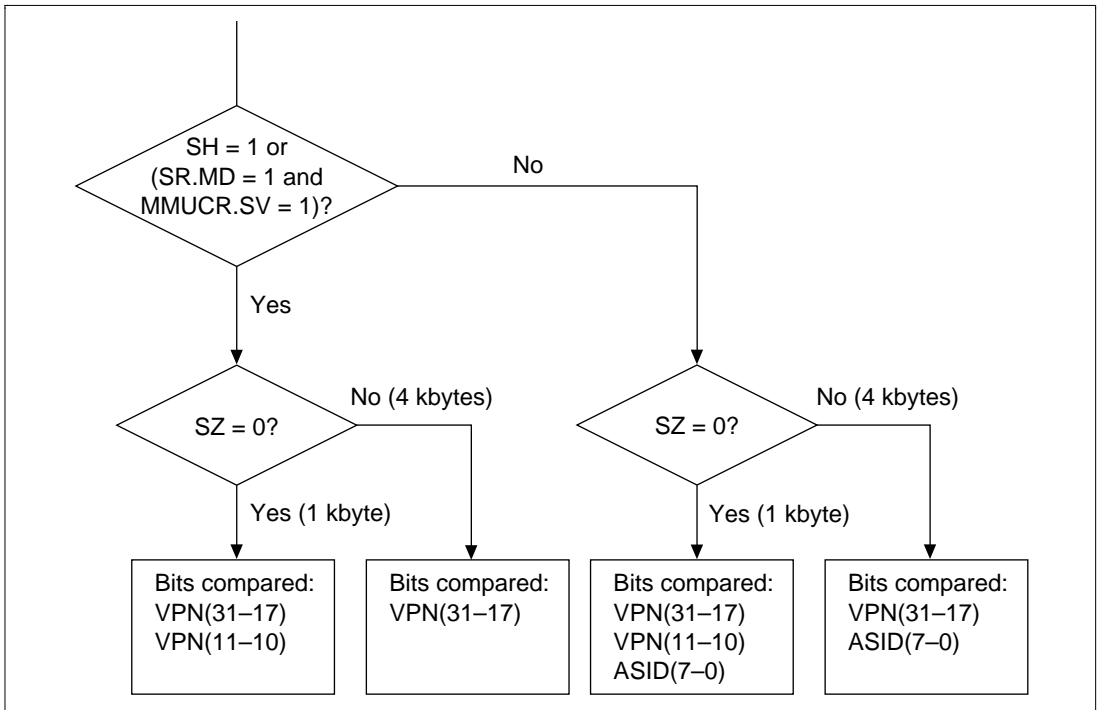 SH = 1 or
(SR.MD = 1 and
MMUCR.SV = 1)?
No
Yes
SZ = 0?
No (4 kbytes)
Yes (1 kbyte)
SZ = 0?
No (4 kbytes)
Yes (1 kbyte)
Bits compared:
VPN(31–17)
VPN(11–10)
Bits compared:
VPN(31–17)
Bits compared:
VPN(31–17)
VPN(11–10)
ASID(7–0)
Bits compared:
VPN(31–17)
ASID(7–0)